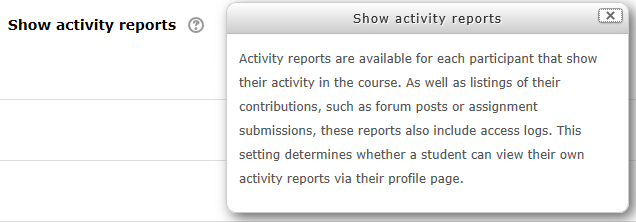 Show activity reports
Show activity reports
Activity reports are available for each participant that show
their activity in the course. As well as listings of their
contributions, such as forum posts or assignment
submissions, these reports also include access logs. This
setting determines whether a student can view their own
activity reports via their profile page.